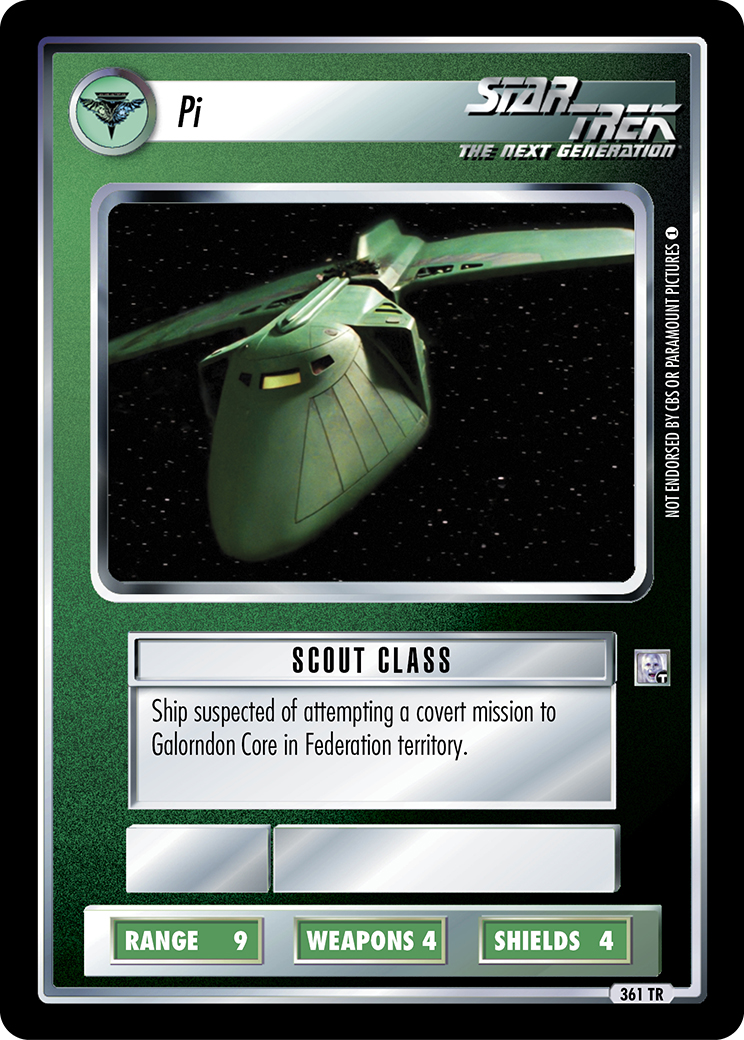 Pi
STAR TREK
THE NEXT GENERATION
NOT ENDORSED BY CBS OR PARAMOUNT PICTURES 1
SCOUT CLASS
T
Ship suspected of attempting a covert mission to
Galorndon Core in Federation territory.
RANGE 9
WEAPONS 4
SHIELDS 4
361 TR